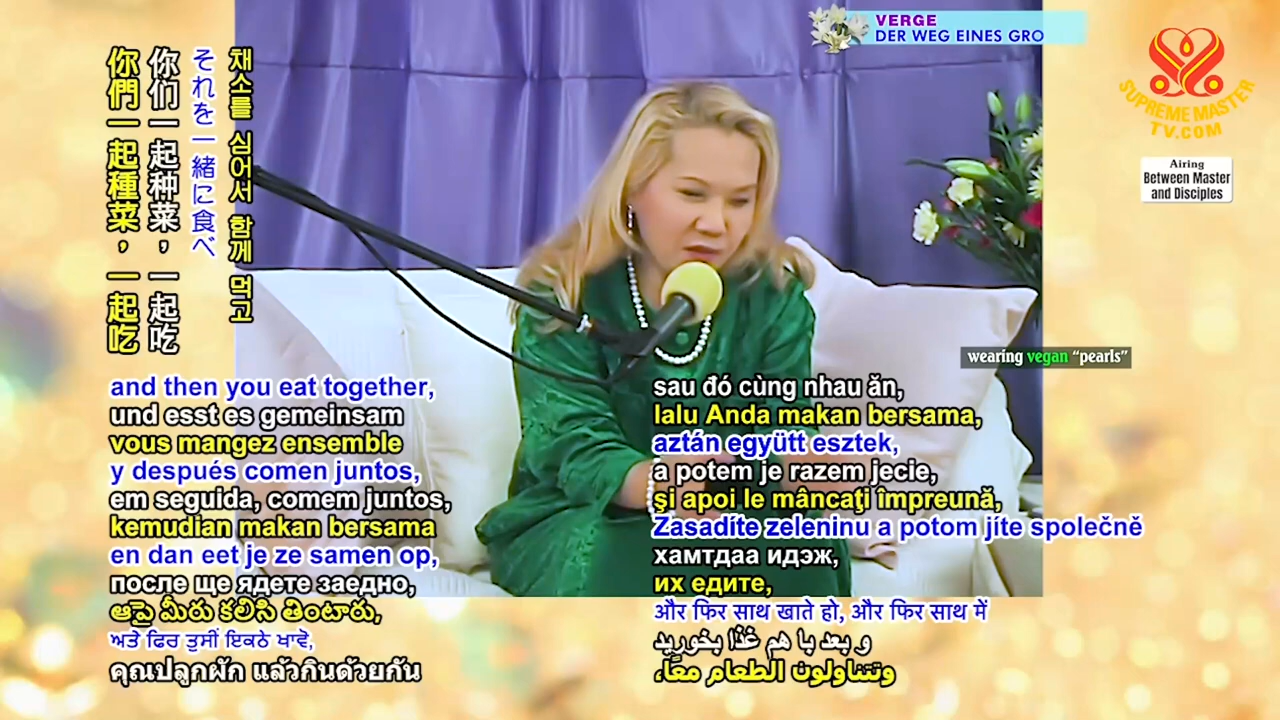 VERGE
DER WEG EINES GRO
SUPREME MASTER
TV.COM
Airing
Between Master
and Disciples
채소를 심어서 함께 먹고
それを一緒に食べ
你们一起种菜，一起吃
你們一起種菜，一起吃
wearing vegan “pearls”
and then you eat together,
und esst es gemeinsam
vous mangez ensemble
y después comen juntos,
em seguida, comem juntos,
kemudian makan bersama
en dan eet je ze samen op,
после ще ядете заедно,
ఆపై మీరు కలిసి తింటారు,
ਅਤੇ ਫਿਰ ਤੁਸੀਂ ਇਕਠੇ ਖਾਵੋ,
คุณปลูกผัก แล้วกินด้วยกัน
sau đó cùng nhau ăn,
lalu Anda makan bersama,
aztán együtt esztek,
a potem je razem jecie,
şi apoi le mâncaţi împreună,
Zasadíte zeleninu a potom jíte společně
хамтдаа идэж,
их едите,
और फिर साथ खाते हो, और फिर साथ में
و بعد با هم غذا بخورید
وتتناولون الطعام معًا،